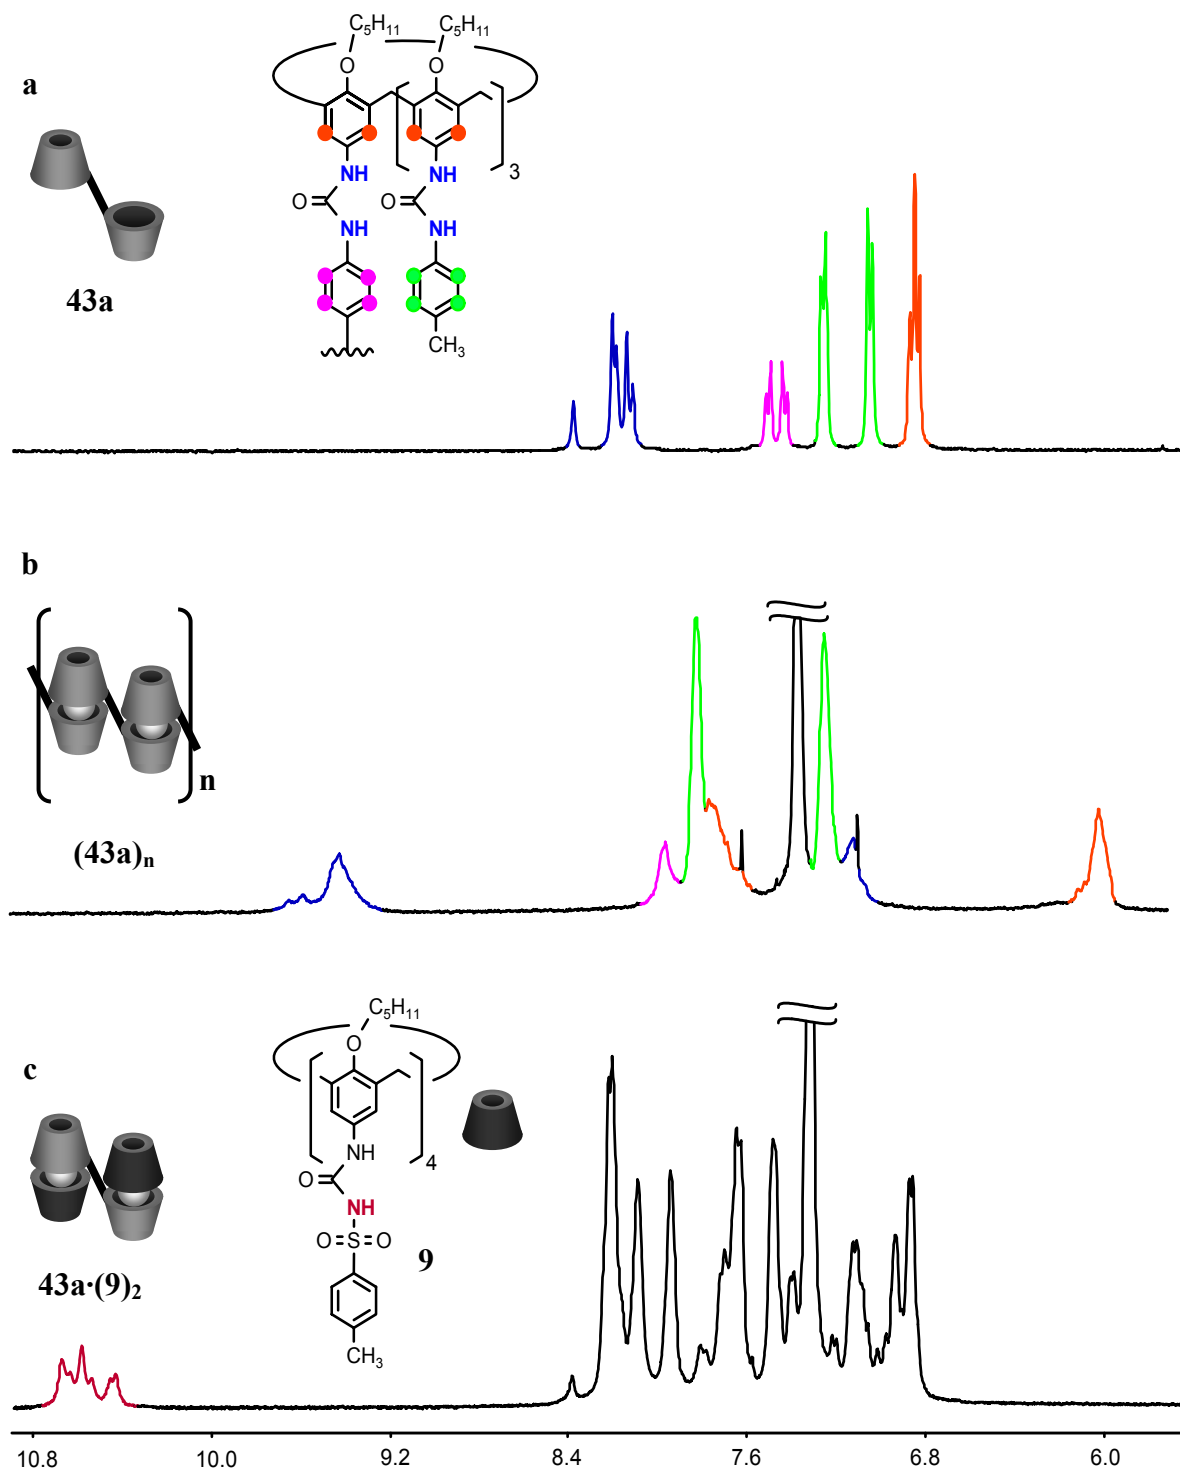 a
C5H11 C5H11
O O
NH NH
3
O O
NH NH
CH3
43a
b
n
(43a)n
c
C5H11
O
NH
4
O
NH
O=S=O
9
CH3
43a·(9)2
10.8 10.0 9.2 8.4 7.6 6.8 6.0